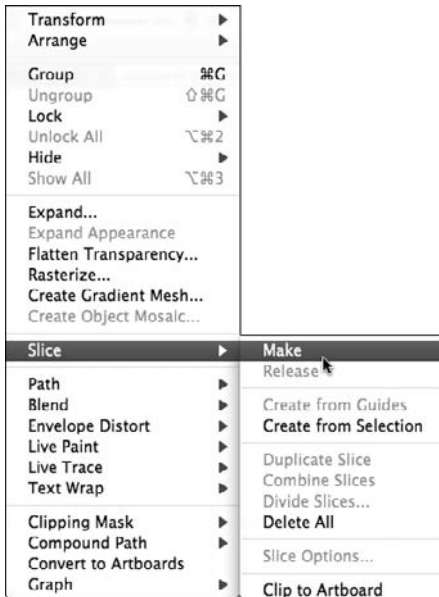 Transform
Arrange
Group ⌘G
Ungroup ⇧⌘G
Lock
Unlock All ⌥⌘2
Hide
Show All ⌥⌘3
Expand...
Expand Appearance
Flatten Transparency...
Rasterize...
Create Gradient Mesh...
Create Object Mosaic...
Slice
Path
Blend
Envelope Distort
Live Paint
Live Trace
Text Wrap
Clipping Mask
Compound Path
Convert to Artboards
Graph
Make
Release
Create from Guides
Create from Selection
Duplicate Slice
Combine Slices
Divide Slices...
Delete All
Slice Options...
Clip to Artboard